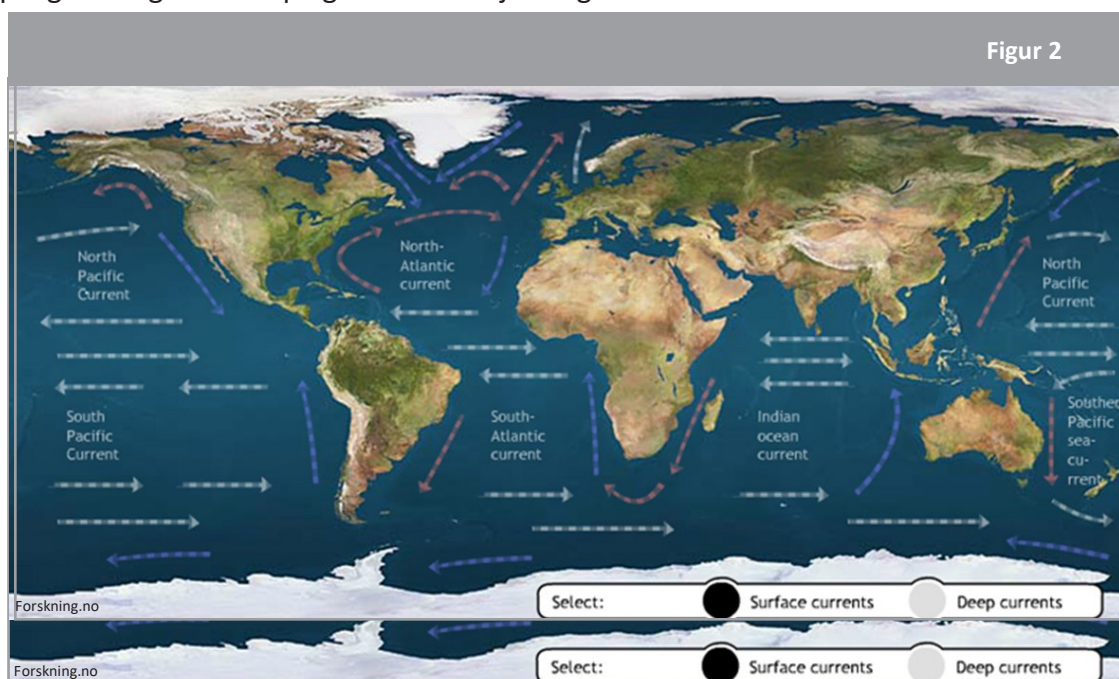 Figur 2
North
Pacific
Current
North-
Atlantic
current
North
Pacific
Current
South
Pacific
Current
South-
Atlantic
current
Indian
ocean
current
Souther
Pacific
sea-
cu-
rrent
Forskning.no
Select:
Surface currents
Deep currents
Forskning.no
Select:
Surface currents
Deep currents